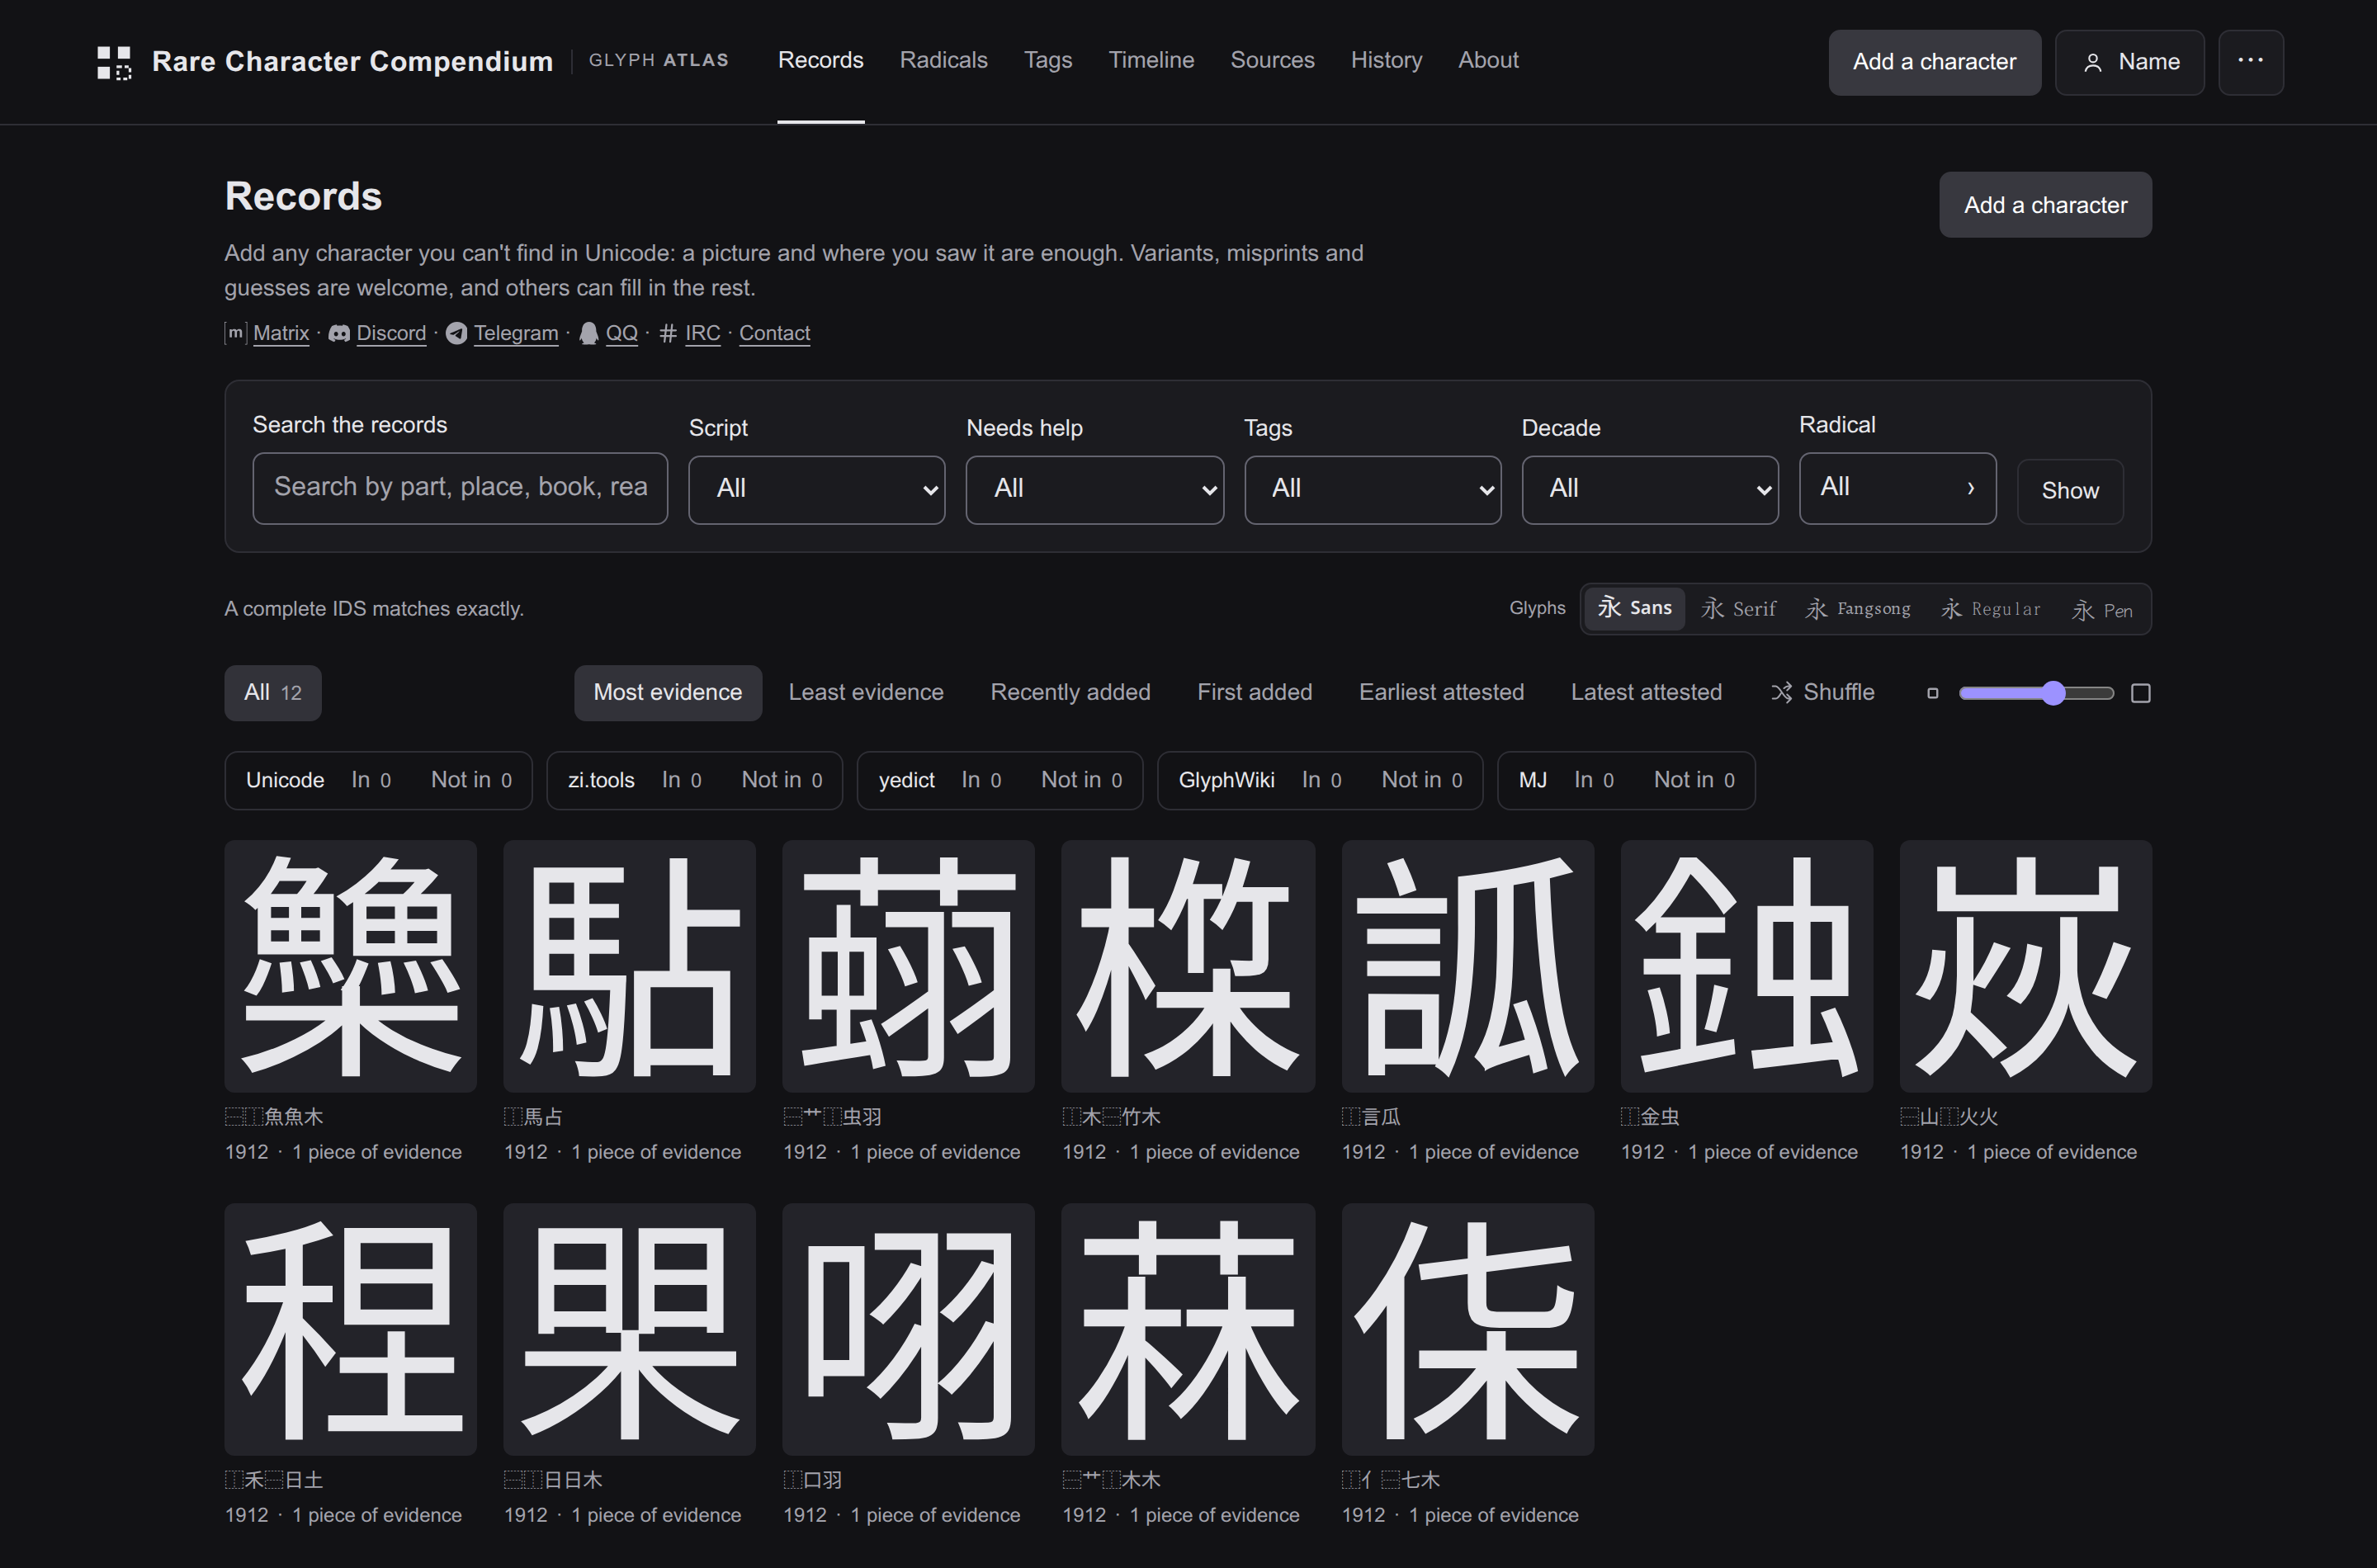 Rare Character Compendium GLYPH ATLAS Records Radicals Tags Timeline Sources History About Add a character Name ···
Records Add a character
Add any character you can't find in Unicode: a picture and where you saw it are enough. Variants, misprints and
guesses are welcome, and others can fill in the rest.
[m] Matrix · Discord · Telegram · QQ · # IRC · Contact
Search the records Script Needs help Tags Decade Radical
Search by part, place, book, rea All All All All All › Show
A complete IDS matches exactly. Glyphs 永 Sans 永 Serif 永 Fangsong 永 Regular 永 Pen
All 12 Most evidence Least evidence Recently added First added Earliest attested Latest attested Shuffle
Unicode In 0 Not in 0 zi.tools In 0 Not in 0 yedict In 0 Not in 0 GlyphWiki In 0 Not in 0 MJ In 0 Not in 0
⿱⿰魚魚木 ⿰馬占 ⿱艹⿰虫羽 ⿰木⿱竹木 ⿰言瓜 ⿰金虫 ⿱山⿰火火
1912 · 1 piece of evidence 1912 · 1 piece of evidence 1912 · 1 piece of evidence 1912 · 1 piece of evidence 1912 · 1 piece of evidence 1912 · 1 piece of evidence 1912 · 1 piece of evidence
⿰禾⿱日土 ⿱⿰日日木 ⿰口羽 ⿱艹⿰木木 ⿰亻⿱七木
1912 · 1 piece of evidence 1912 · 1 piece of evidence 1912 · 1 piece of evidence 1912 · 1 piece of evidence 1912 · 1 piece of evidence